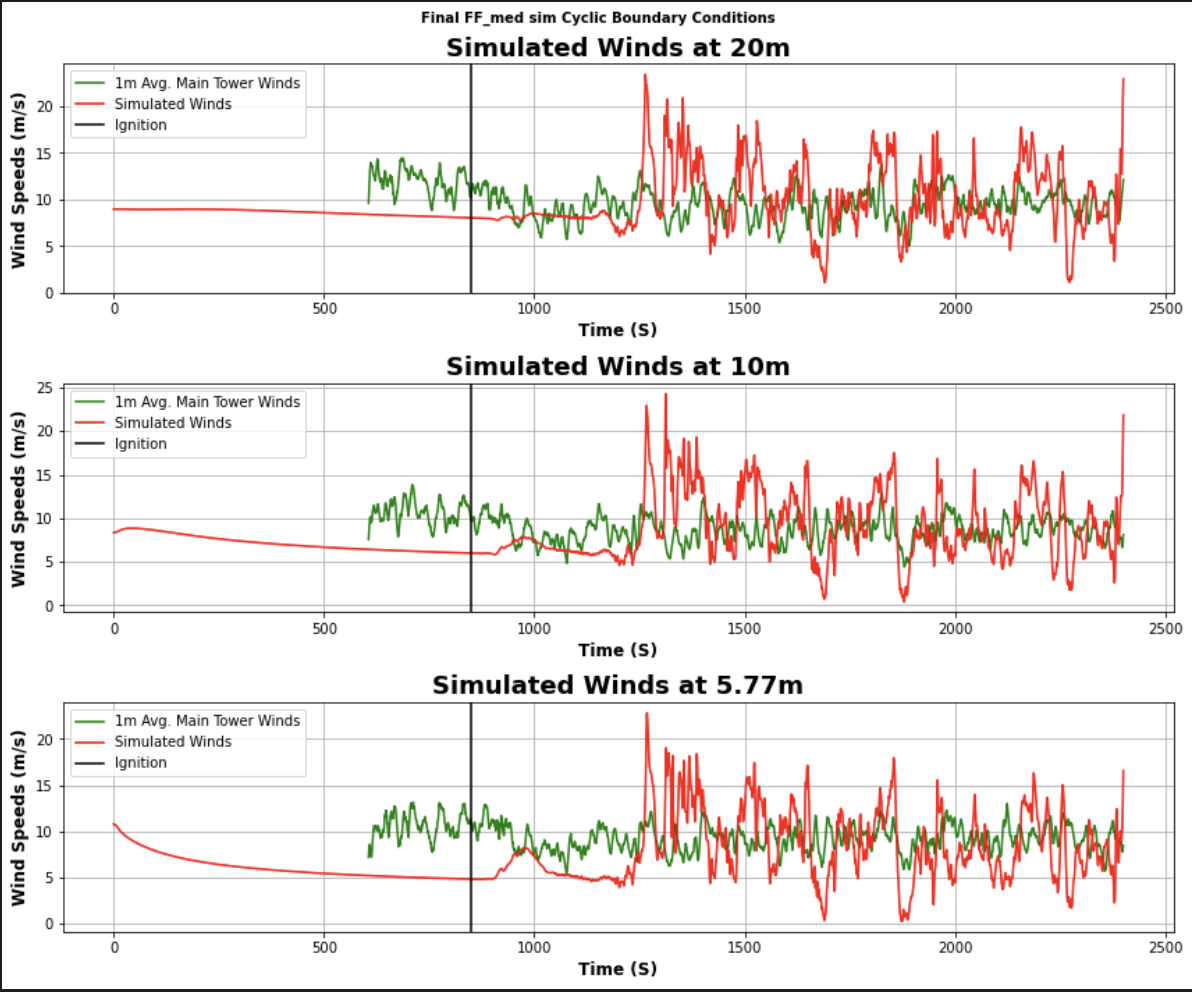 Final FF_med sim Cyclic Boundary Conditions
Simulated Winds at 20m
1m Avg. Main Tower Winds
Simulated Winds
Ignition
Wind Speeds (m/s)
20
15
10
5
0
0 500 1000 1500 2000 2500
Time (S)
Simulated Winds at 10m
1m Avg. Main Tower Winds
Simulated Winds
Ignition
Wind Speeds (m/s)
25
20
15
10
5
0
0 500 1000 1500 2000 2500
Time (S)
Simulated Winds at 5.77m
1m Avg. Main Tower Winds
Simulated Winds
Ignition
Wind Speeds (m/s)
20
15
10
5
0
0 500 1000 1500 2000 2500
Time (S)